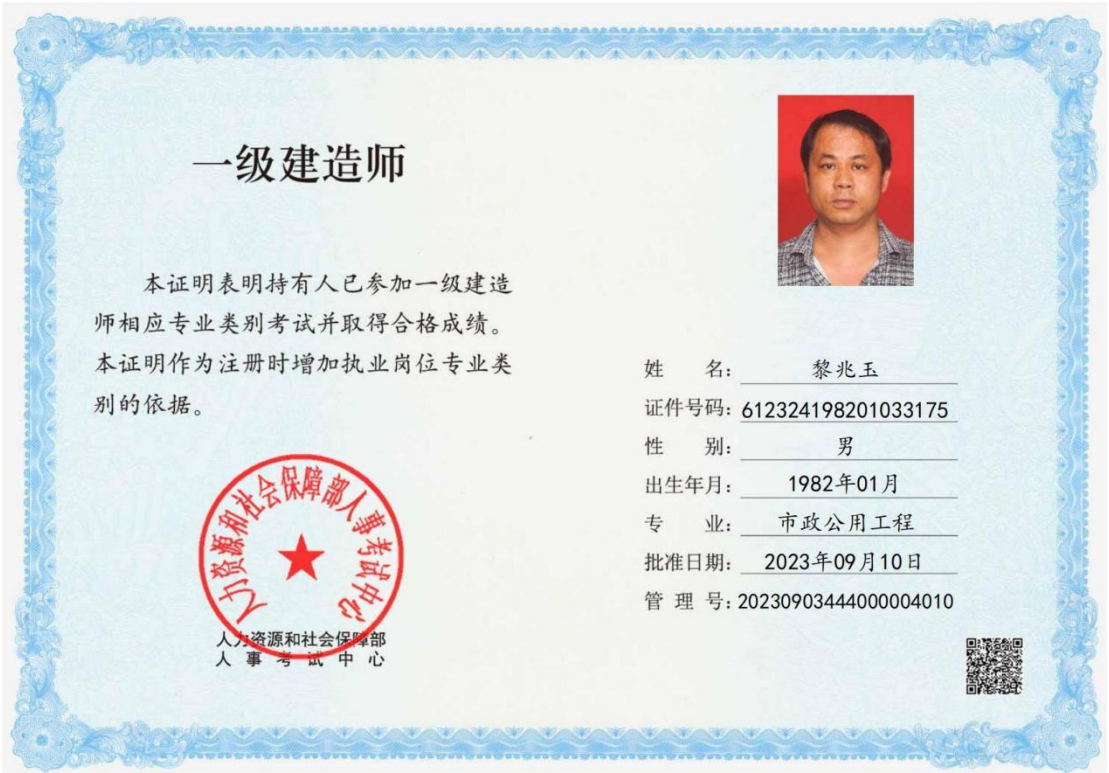 一级建造师
本证明表明持有人已参加一级建造
师相应专业类别考试并取得合格成绩。
本证明作为注册时增加执业岗位专业类
别的依据。
人力资源和社会保障部人事考试中心
人力资源和社会保障部
人事考试中心
姓 名：黎兆玉
证件号码：612324198201033175
性 别：男
出生年月：1982年01月
专 业：市政公用工程
批准日期：2023年09月10日
管 理 号：20230903444000004010